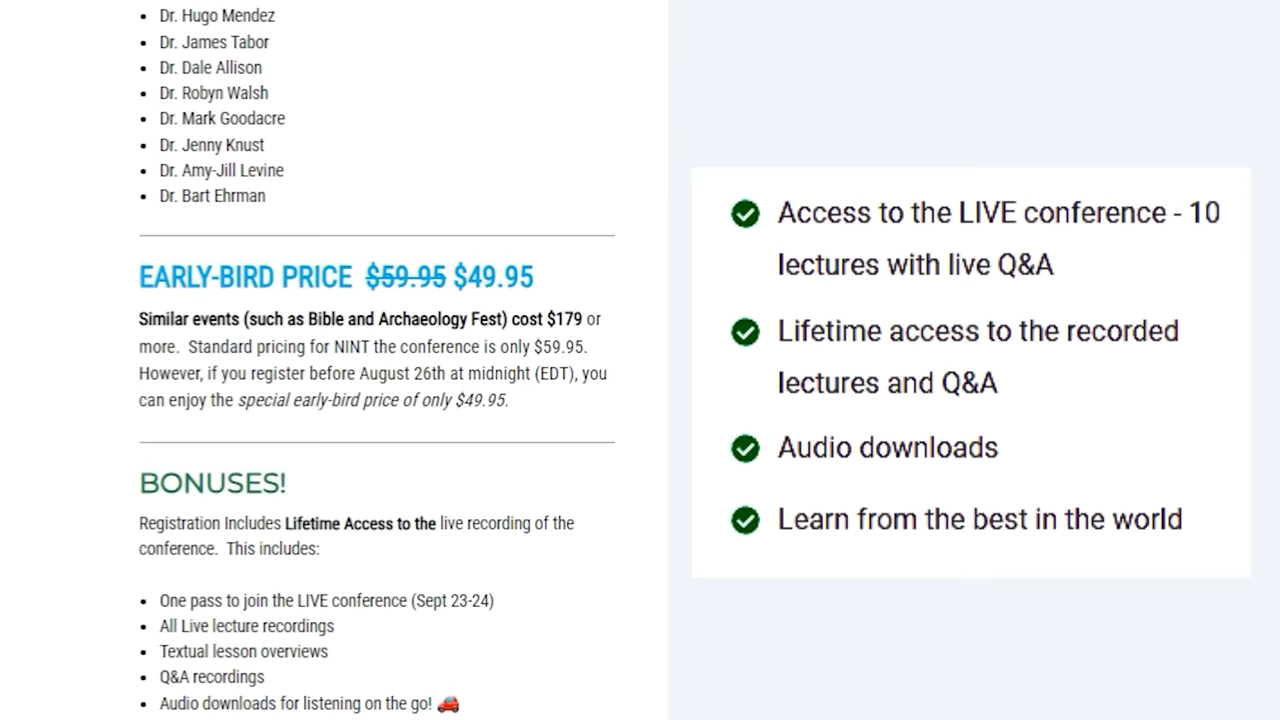 Dr. Hugo Mendez
Dr. James Tabor
Dr. Dale Allison
Dr. Robyn Walsh
Dr. Mark Goodacre
Dr. Jenny Knust
Dr. Amy-Jill Levine
Dr. Bart Ehrman
EARLY-BIRD PRICE $59.95 $49.95
Similar events (such as Bible and Archaeology Fest) cost $179 or
more. Standard pricing for NINT the conference is only $59.95.
However, if you register before August 26th at midnight (EDT), you
can enjoy the special early-bird price of only $49.95.
BONUSES!
Registration Includes Lifetime Access to the live recording of the
conference. This includes:
One pass to join the LIVE conference (Sept 23-24)
All Live lecture recordings
Textual lesson overviews
Q&A recordings
Audio downloads for listening on the go! 🚗
Access to the LIVE conference - 10
lectures with live Q&A
Lifetime access to the recorded
lectures and Q&A
Audio downloads
Learn from the best in the world